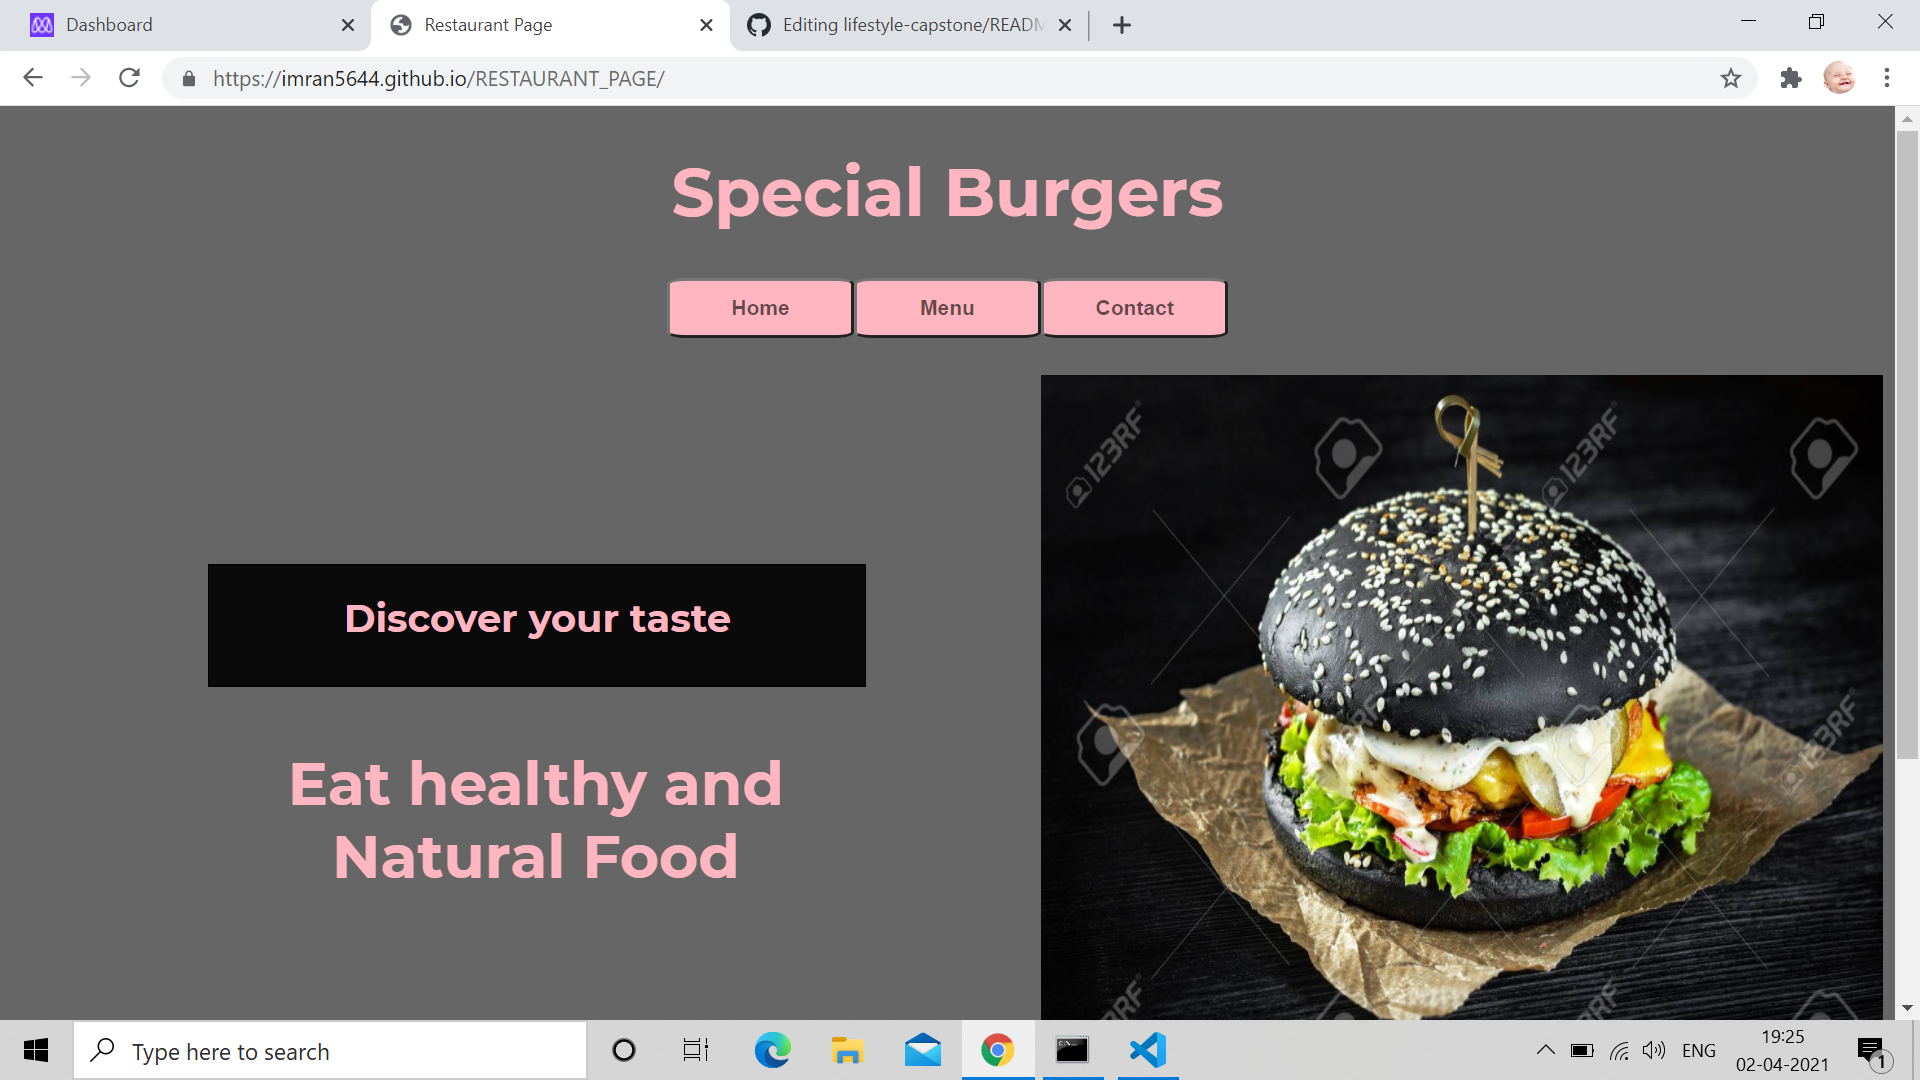 Dashboard
Restaurant Page
Editing lifestyle-capstone/READM
https://imran5644.github.io/RESTAURANT_PAGE/
Special Burgers
Home
Menu
Contact
Discover your taste
Eat healthy and
Natural Food
123RF
123RF
123RF
123RF
123RF
Type here to search
ENG
19:25
02-04-2021
1